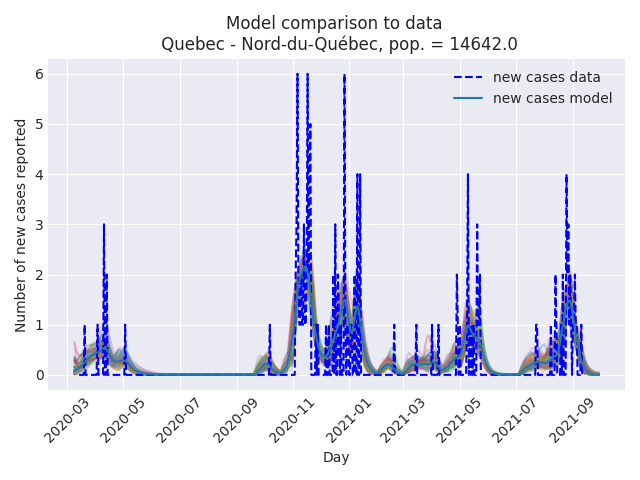 Model comparison to data
Quebec - Nord-du-Québec, pop. = 14642.0
new cases data
new cases model
Number of new cases reported
6
5
4
3
2
1
0
2020-03
2020-05
2020-07
2020-09
2020-11
2021-01
2021-03
2021-05
2021-07
2021-09
Day